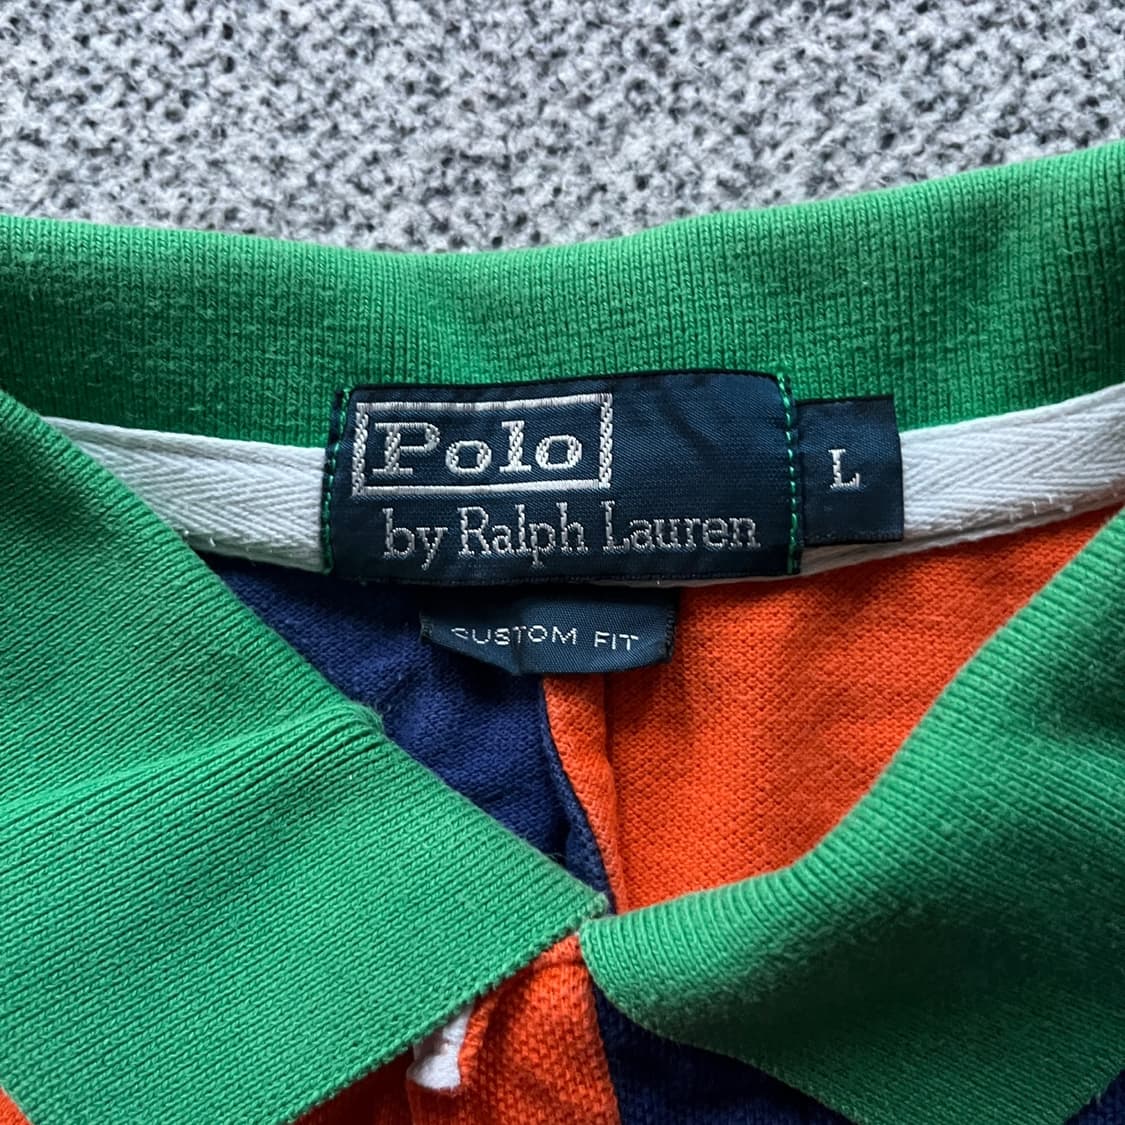 Polo
by Ralph Lauren
L
CUSTOM FIT